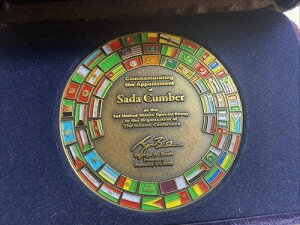 Commemorating
the Appointment
of
Sada Cumber
as the
1st United States Special Envoy
to the Organization of
The Islamic Conference